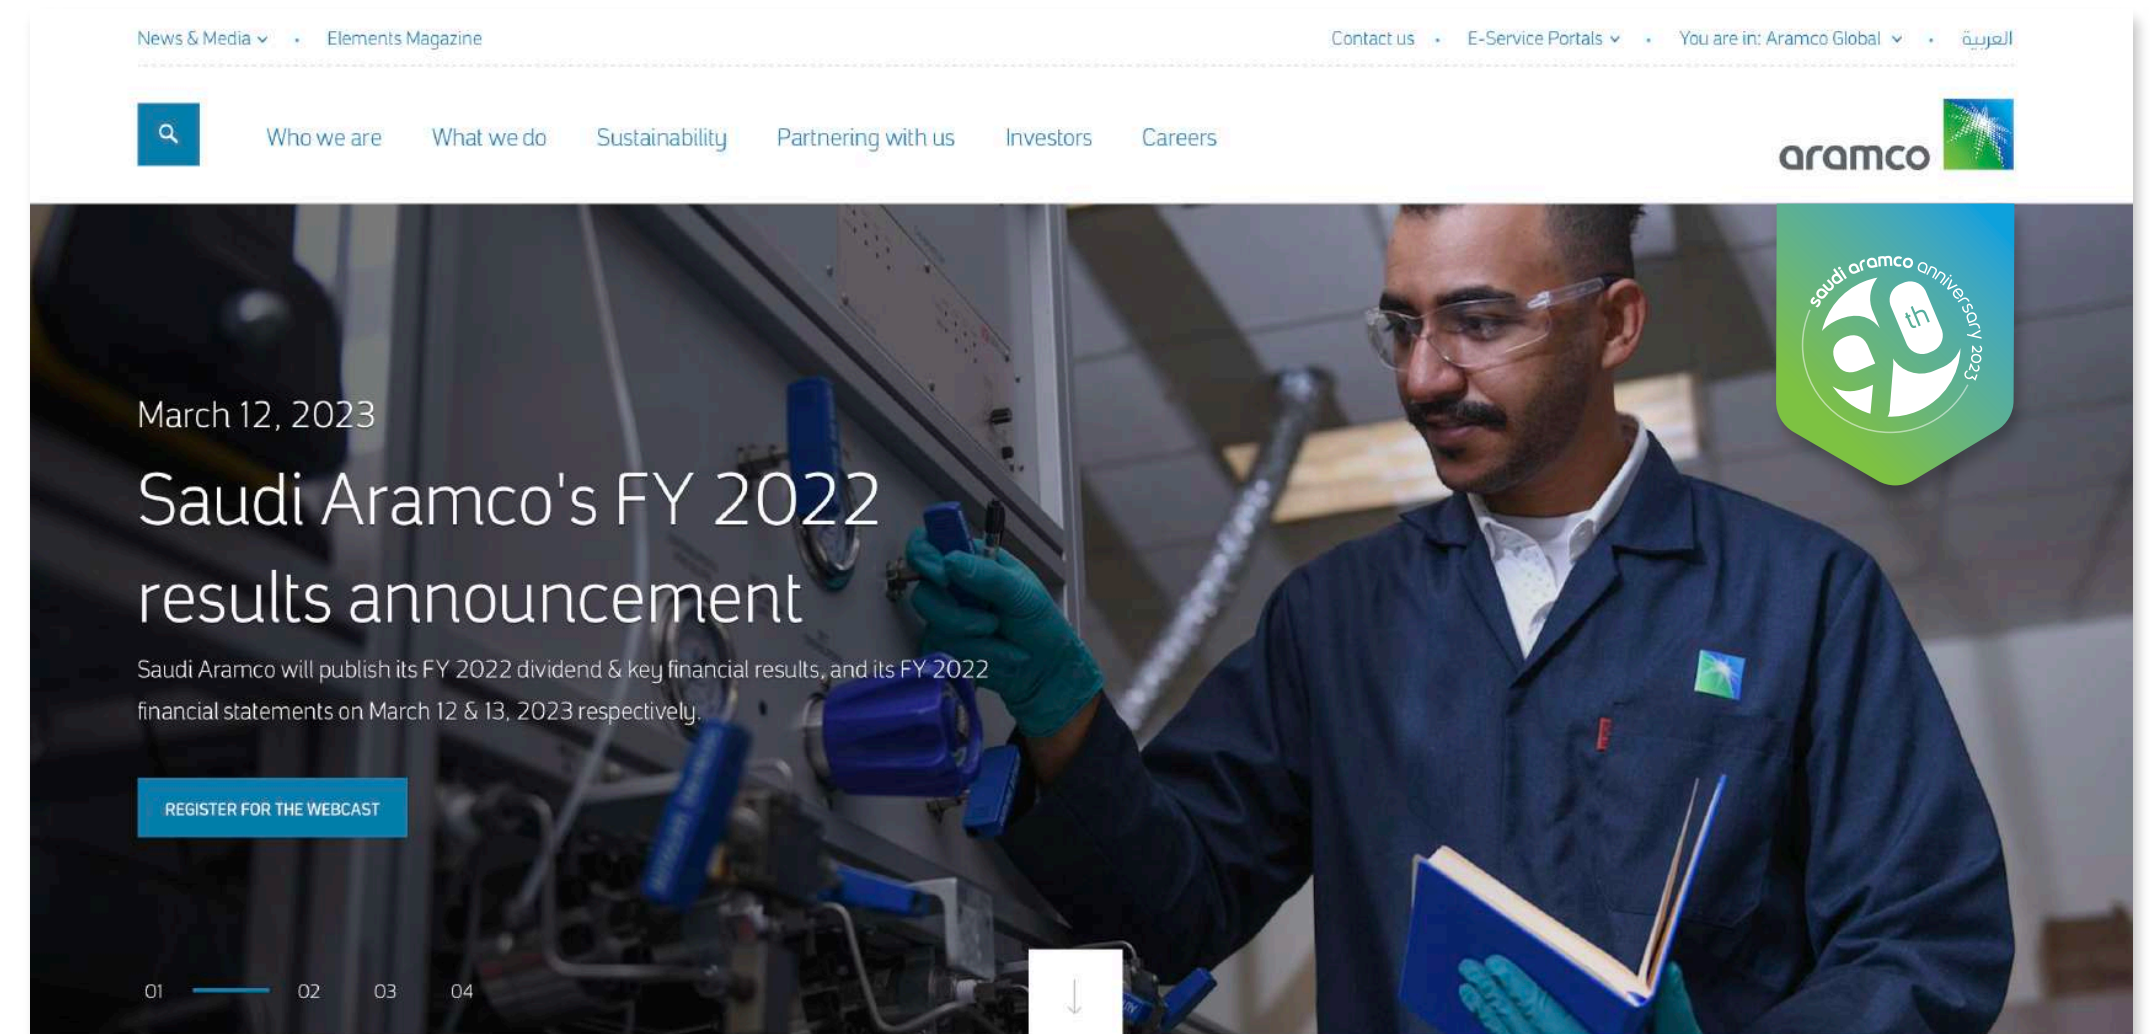 News & Media
Elements Magazine
Contact us
E-Service Portals
You are in: Aramco Global
العربية
Who we are
What we do
Sustainability
Partnering with us
Investors
Careers
aramco
saudi aramco anniversary 2023
90th
March 12, 2023
Saudi Aramco's FY 2022
results announcement
Saudi Aramco will publish its FY 2022 dividend & key financial results, and its FY 2022
financial statements on March 12 & 13, 2023 respectively.
REGISTER FOR THE WEBCAST
01
02
03
04